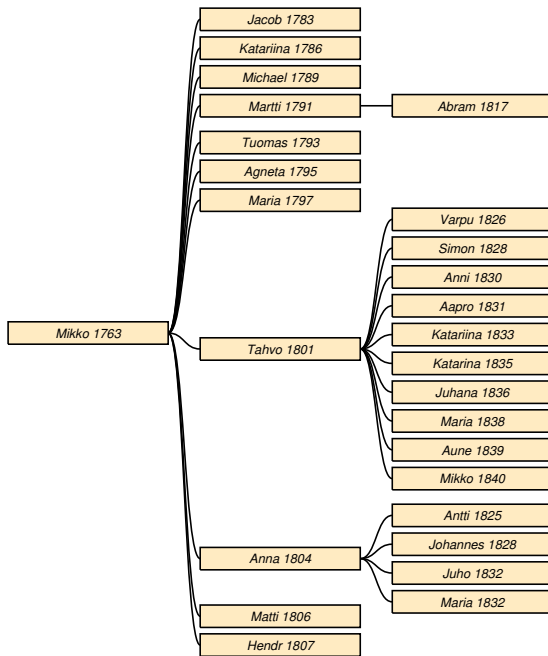 Jacob 1783
Katariina 1786
Michael 1789
Martti 1791
Abram 1817
Tuomas 1793
Agneta 1795
Maria 1797
Varpu 1826
Simon 1828
Anni 1830
Aapro 1831
Mikko 1763
Katariina 1833
Tahvo 1801
Katarina 1835
Juhana 1836
Maria 1838
Aune 1839
Mikko 1840
Antti 1825
Johannes 1828
Anna 1804
Juho 1832
Maria 1832
Matti 1806
Hendr 1807